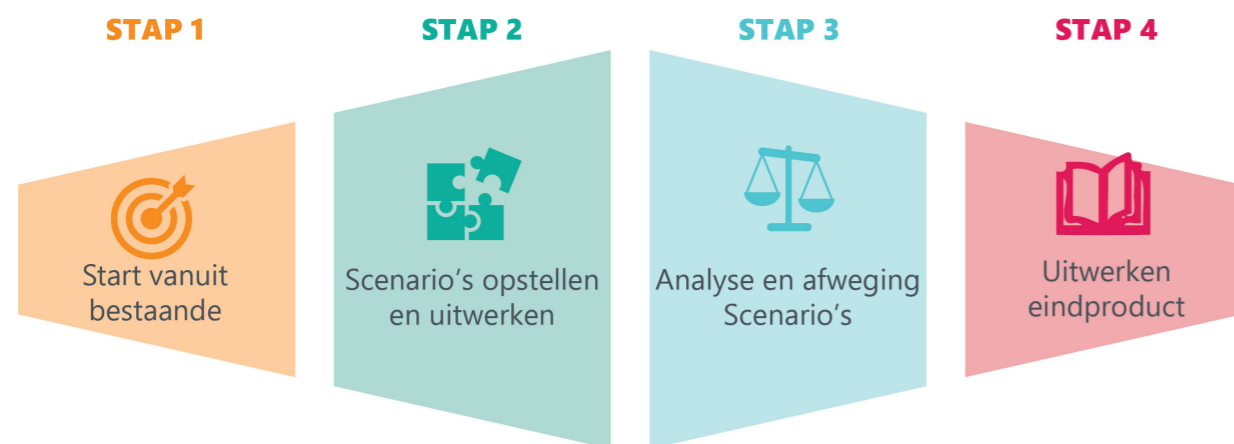 STAP 1
STAP 2
STAP 3
STAP 4
Start vanuit
bestaande
Scenario's opstellen
en uitwerken
Analyse en afweging
Scenario's
Uitwerken
eindproduct